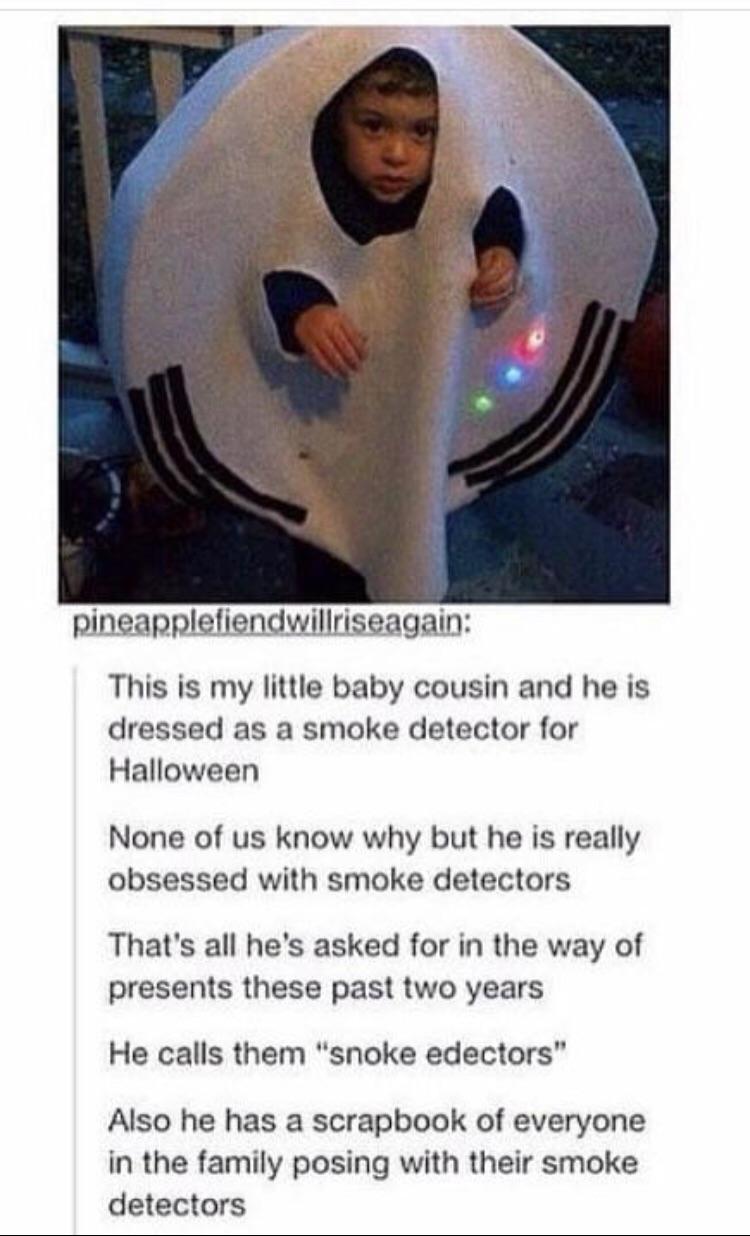 pineapplefiendwillriseagain:
This is my little baby cousin and he is
dressed as a smoke detector for
Halloween
None of us know why but he is really
obsessed with smoke detectors
That's all he's asked for in the way of
presents these past two years
He calls them “snoke edectors”
Also he has a scrapbook of everyone
in the family posing with their smoke
detectors